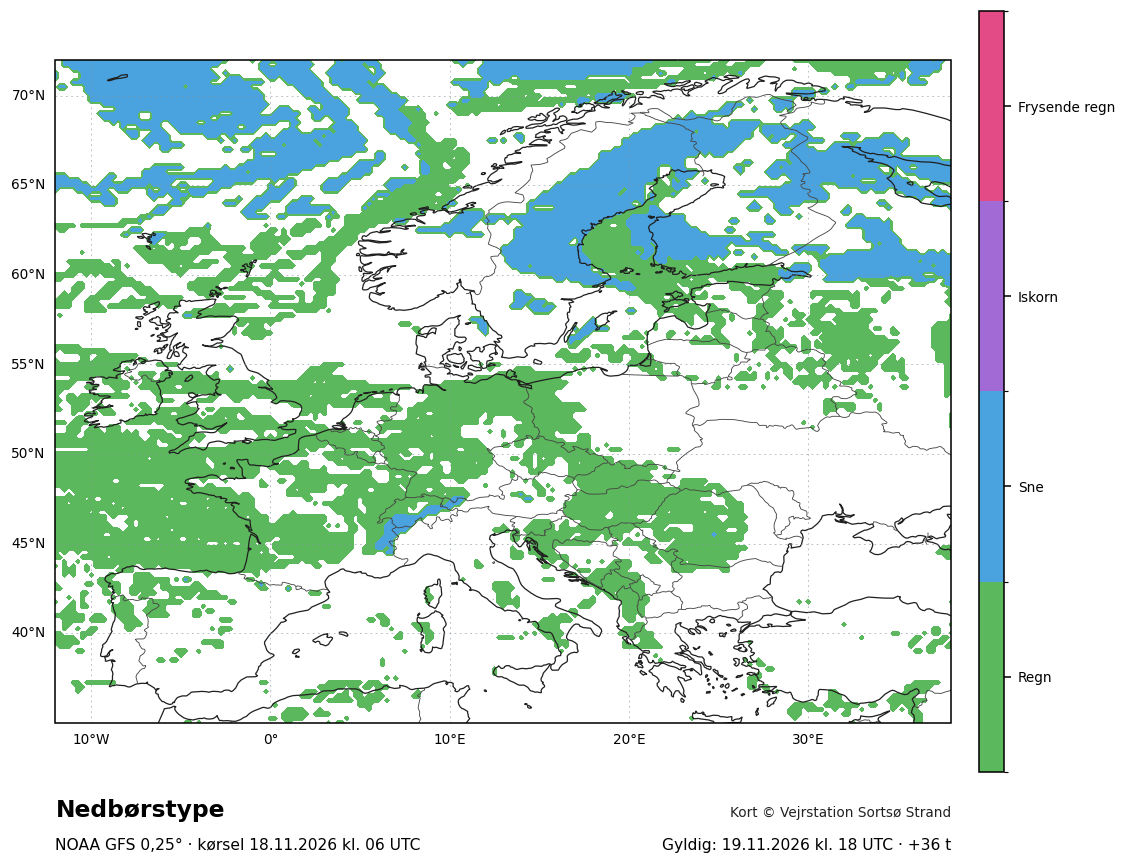 70°N
65°N
60°N
55°N
50°N
45°N
40°N
10°W
0°
10°E
20°E
30°E
Frysende regn
Iskorn
Sne
Regn
Nedbørstype
Kort © Vejrstation Sortsø Strand
NOAA GFS 0,25° · kørsel 18.11.2026 kl. 06 UTC
Gyldig: 19.11.2026 kl. 18 UTC · +36 t